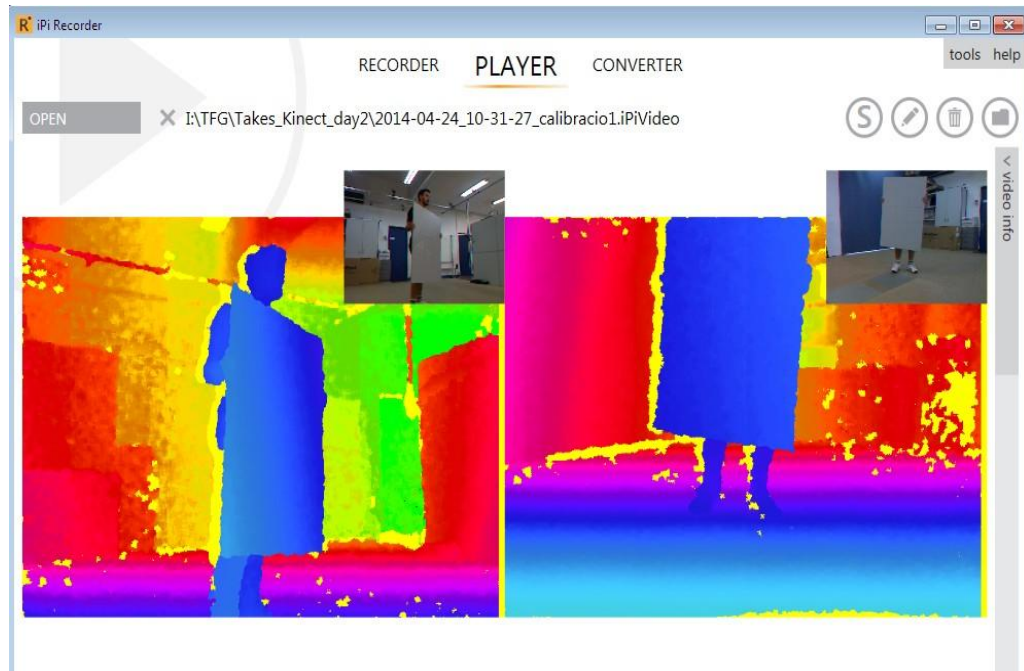 iPi Recorder
tools help
RECORDER PLAYER CONVERTER
OPEN I:\TFG\Takes_Kinect_day2\2014-04-24_10-31-27_calibracio1.iPiVideo
S
< video info